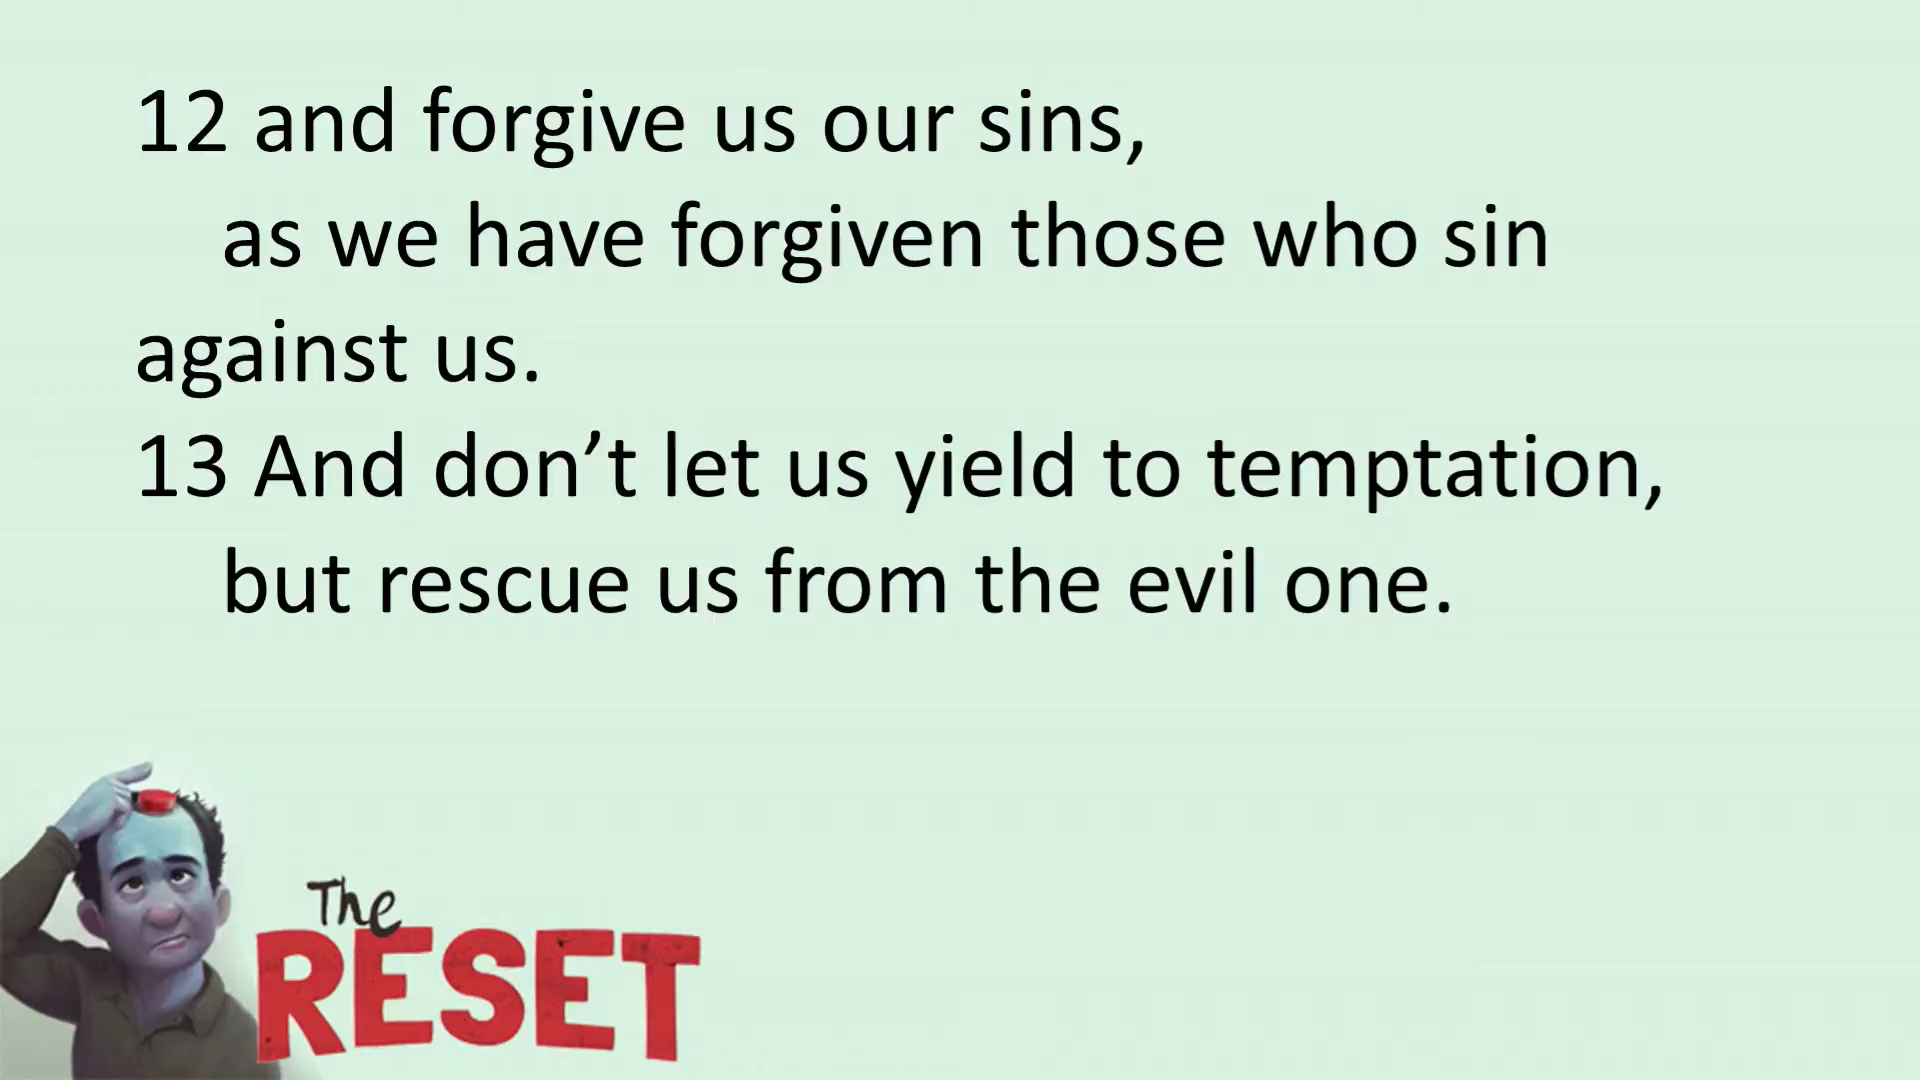 12 and forgive us our sins,
as we have forgiven those who sin
against us.
13 And don’t let us yield to temptation,
but rescue us from the evil one.
The
RESET